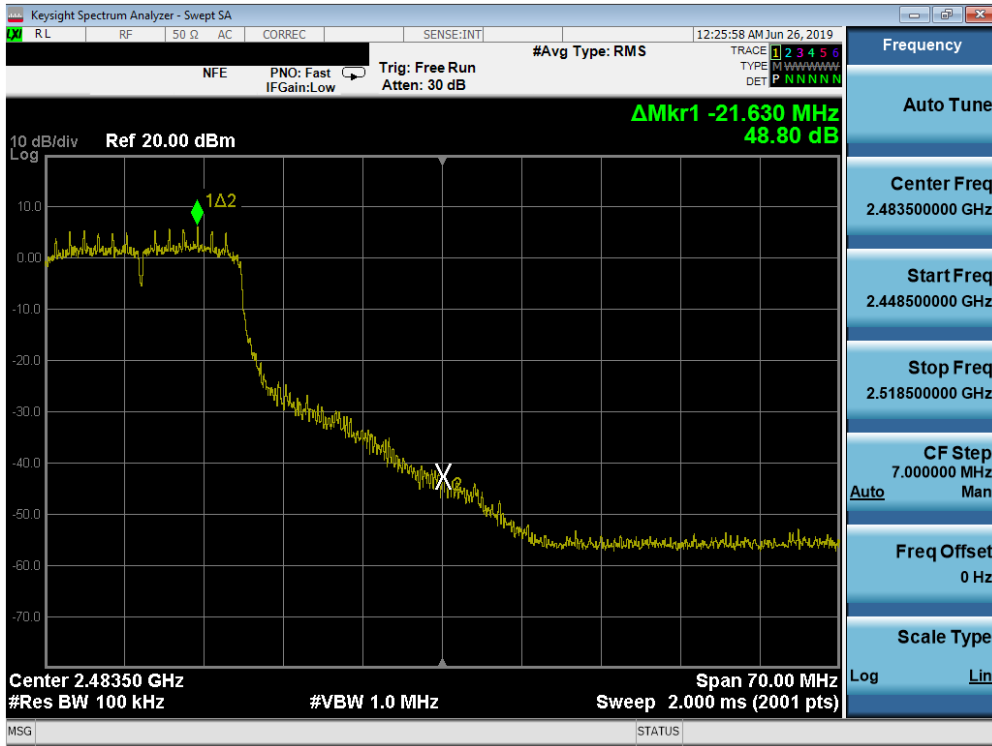 Keysight Spectrum Analyzer - Swept SA
LXI RL RF 50 Ω AC CORREC SENSE:INT 12:25:58 AM Jun 26, 2019
#Avg Type: RMS TRACE 1 2 3 4 5 6
NFE PNO: Fast Trig: Free Run TYPE M WWWWW
IFGain:Low Atten: 30 dB DET P N N N N N
ΔMkr1 -21.630 MHz
48.80 dB
10 dB/div Ref 20.00 dBm
Log
1Δ2
10.0
0.00
-10.0
-20.0
-30.0
-40.0
X2
-50.0
-60.0
-70.0
Center 2.48350 GHz Span 70.00 MHz
#Res BW 100 kHz #VBW 1.0 MHz Sweep 2.000 ms (2001 pts)
MSG STATUS
Frequency
Auto Tune
Center Freq
2.483500000 GHz
Start Freq
2.448500000 GHz
Stop Freq
2.518500000 GHz
CF Step
7.000000 MHz
Auto Man
Freq Offset
0 Hz
Scale Type
Log Lin